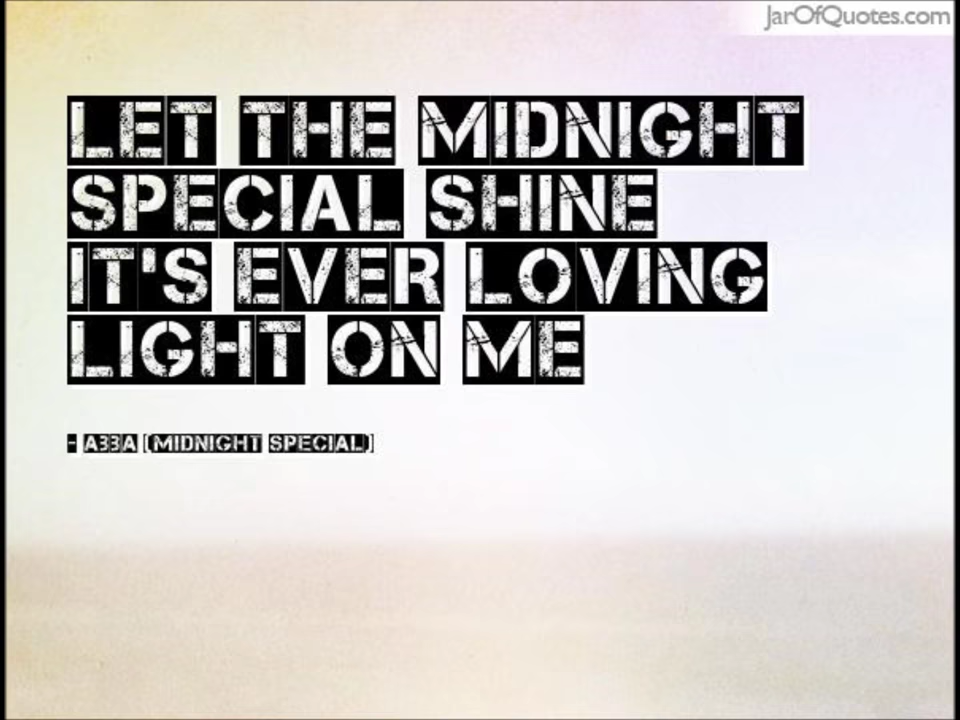 JarOfQuotes.com
LET THE MIDNIGHT
SPECIAL SHINE
IT'S EVER LOVING
LIGHT ON ME
- ABBA (MIDNIGHT SPECIAL)